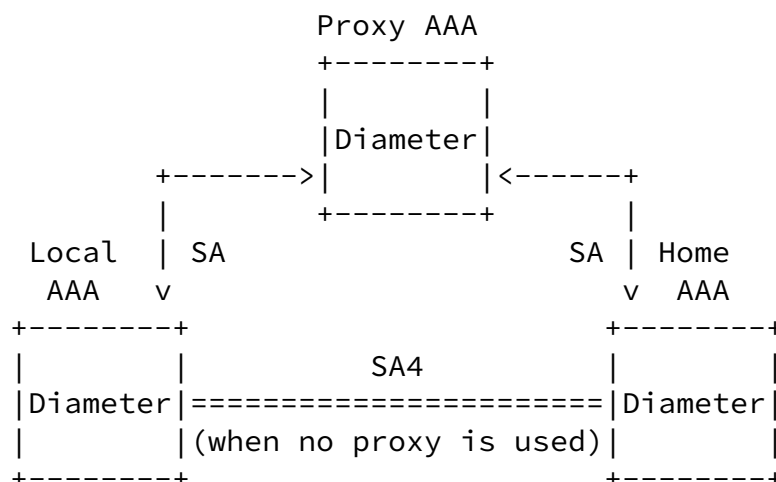 Proxy AAA
+--------+
|        |
|Diameter|
+------->|        |<------+
|        +--------+       |
Local  | SA                   SA | Home
AAA   v                         v  AAA
+--------+                       +--------+
|        |          SA4          |        |
|Diameter|=======================|Diameter|
|        |(when no proxy is used)|        |
+--------+                       +--------+